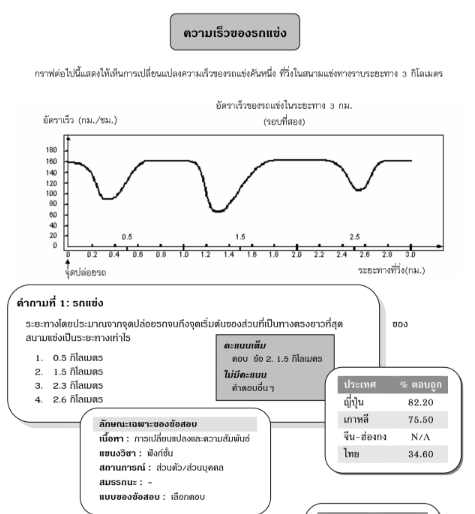 ความเร็วของรถแข่ง
กราฟต่อไปนี้แสดงให้เห็นการเปลี่ยนแปลงความเร็วของรถแข่งคันหนึ่ง ที่วิ่งในสนามแข่งทางราบระยะทาง 3 กิโลเมตร
อัตราเร็วของรถแข่งในระยะทาง 3 กม.
(รอบที่สอง)
อัตราเร็ว (กม./ชม.)
180
160
140
120
100
80
60
40
20
0
0.5 1.5 2.5
0 0.2 0.4 0.6 0.8 1.0 1.2 1.4 1.6 1.8 2.0 2.2 2.4 2.6 2.8 3.0
จุดปล่อยรถ
ระยะทางที่วิ่ง(กม.)
คำถามที่ 1: รถแข่ง
ระยะทางโดยประมาณจากจุดปล่อยรถจนถึงจุดเริ่มต้นของส่วนที่เป็นทางตรงยาวที่สุด ของ
สนามแข่งเป็นระยะทางเท่าไร
1. 0.5 กิโลเมตร
2. 1.5 กิโลเมตร
3. 2.3 กิโลเมตร
4. 2.6 กิโลเมตร
คะแนนเต็ม
ตอบ ข้อ 2. 1.5 กิโลเมตร
ไม่มีคะแนน
คำตอบอื่น ๆ
ประเทศ % ตอบถูก
ญี่ปุ่น 82.20
เกาหลี 75.50
จีน-ฮ่องกง N/A
ไทย 34.60
ลักษณะเฉพาะของข้อสอบ
เนื้อหา : การเปลี่ยนแปลงและความสัมพันธ์
แขนงวิชา : ฟังก์ชัน
สถานการณ์ : ส่วนตัว/ส่วนบุคคล
สมรรถนะ : -
แบบของข้อสอบ : เลือกตอบ